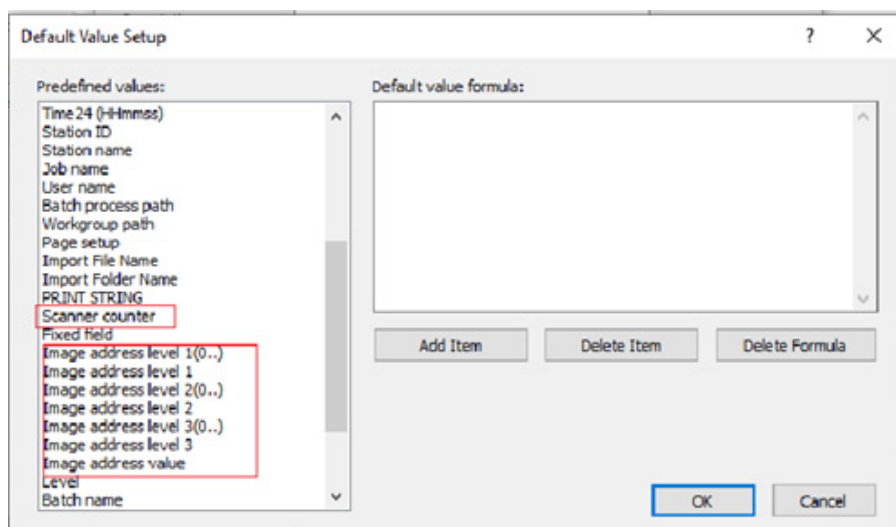 Default Value Setup
?
Predefined values:
Default value formula:
Time24 (HHmmss)
Station ID
Station name
Job name
User name
Batch process path
Workgroup path
Page setup
Import File Name
Import Folder Name
PRINT STRING
Scanner counter
Fixed field
Image address level 1(0..)
Image address level 1
Image address level 2(0..)
Image address level 2
Image address level 3(0..)
Image address level 3
Image address value
Level
Batch name
Add Item
Delete Item
Delete Formula
OK
Cancel